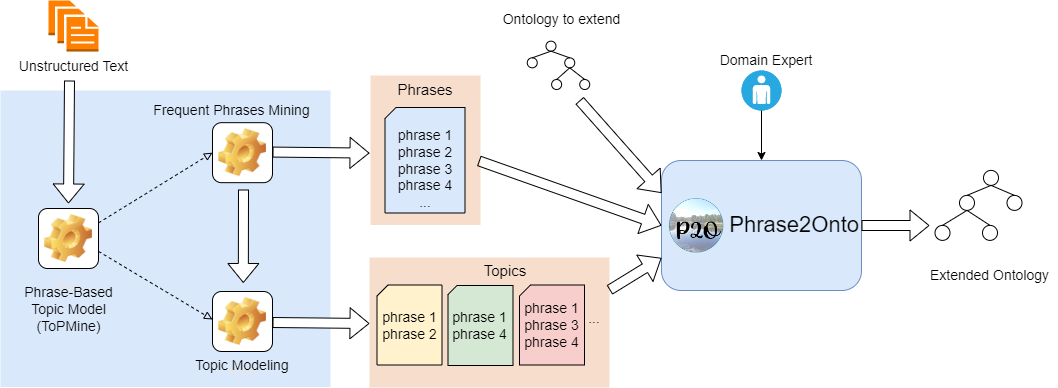 Ontology to extend
Unstructured Text
Domain Expert
Frequent Phrases Mining
Phrases
phrase 1
phrase 2
phrase 3
phrase 4
...
P2O
Phrase2Onto
Phrase-Based
Topic Model
(ToPMine)
Topic Modeling
Topics
phrase 1
phrase 2
phrase 1
phrase 4
phrase 1
phrase 3
phrase 4
...
Extended Ontology